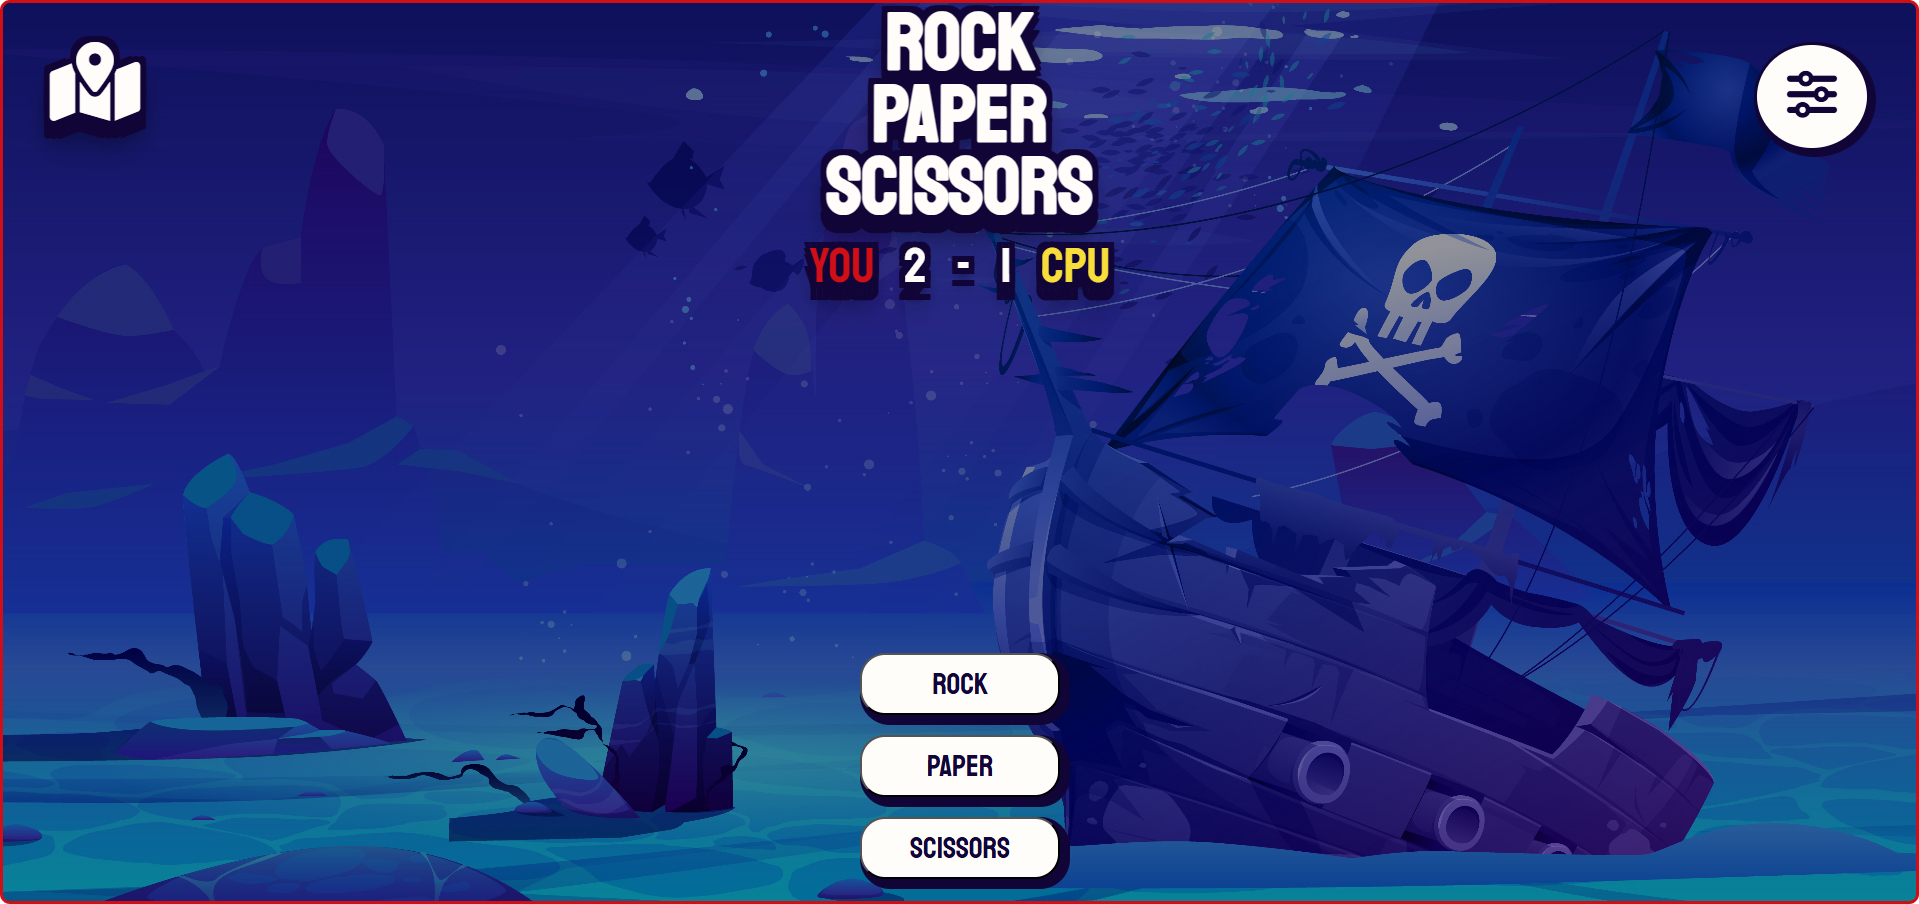 ROCK
PAPER
SCISSORS
YOU 2 - 1 CPU
ROCK
PAPER
SCISSORS